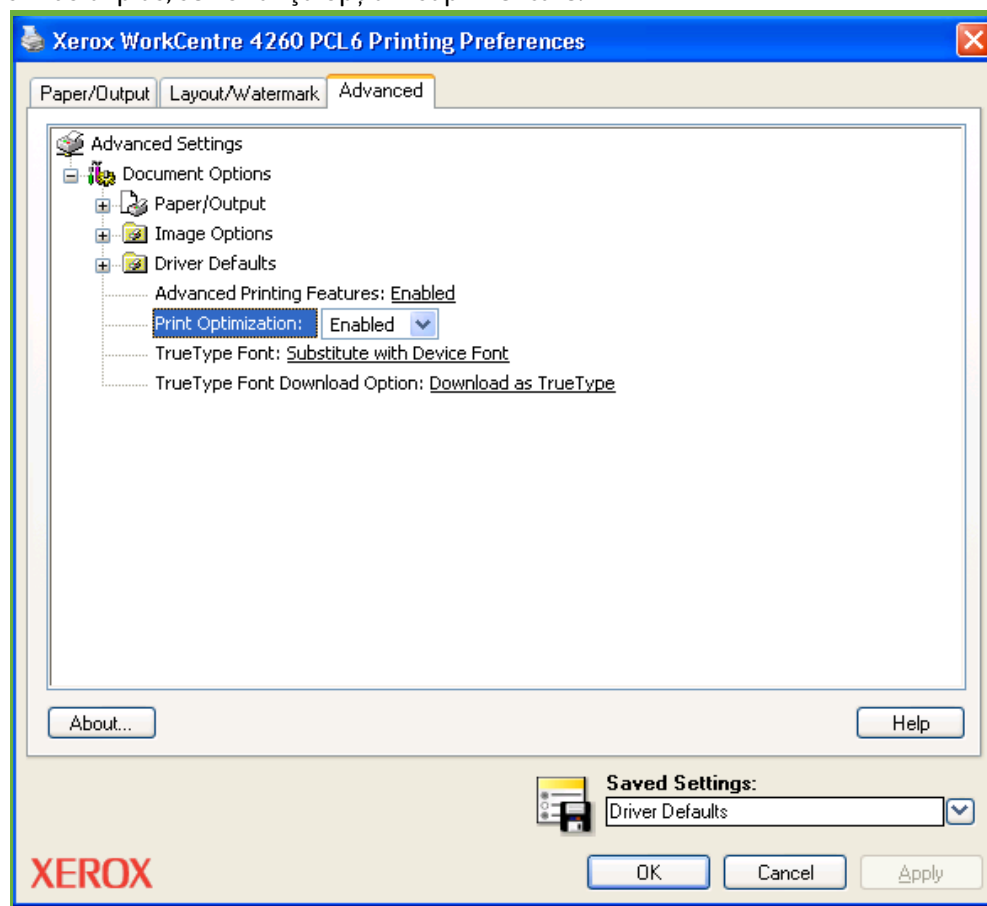 Xerox WorkCentre 4260 PCL6 Printing Preferences
Paper/Output Layout/Watermark Advanced
Advanced Settings
Document Options
Paper/Output
Image Options
Driver Defaults
Advanced Printing Features: Enabled
Print Optimization: Enabled
TrueType Font: Substitute with Device Font
TrueType Font Download Option: Download as TrueType
About... Help
Saved Settings:
Driver Defaults
XEROX OK Cancel Apply